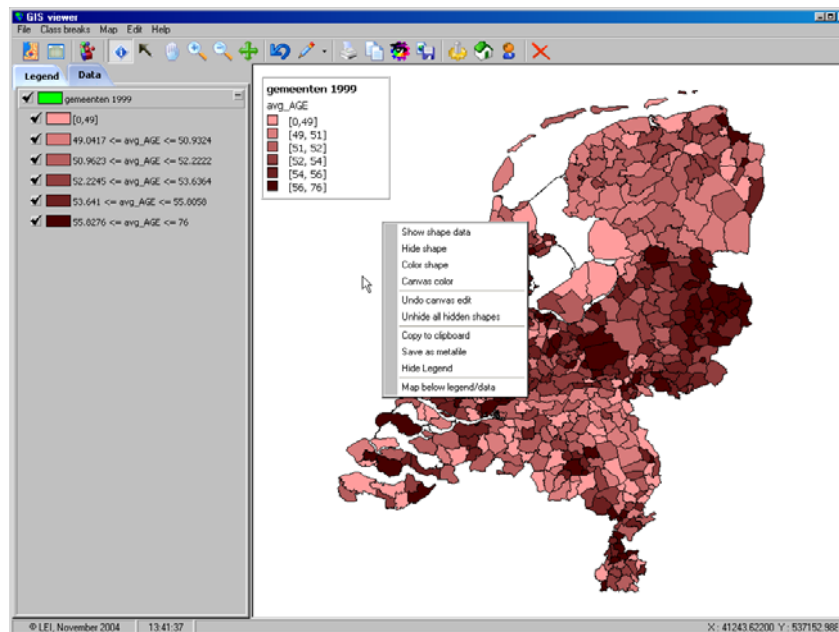 GIS viewer
File Class breaks Map Edit Help
Legend Data
gemeenten 1999
[0,49]
49.0417 <= avg_AGE <= 50.9324
50.9623 <= avg_AGE <= 52.2222
52.2245 <= avg_AGE <= 53.6364
53.641 <= avg_AGE <= 55.8058
55.8276 <= avg_AGE <= 76
gemeenten 1999
avg_AGE
[0,49]
[49, 51]
[51, 52]
[52, 54]
[54, 56]
[56, 76]
Show shape data
Hide shape
Color shape
Canvas color
Undo canvas edit
Unhide all hidden shapes
Copy to clipboard
Save as metafile
Hide Legend
Map below legend/data
© LEI, November 2004 13:41:37 X : 41243.62200 Y : 537152.988